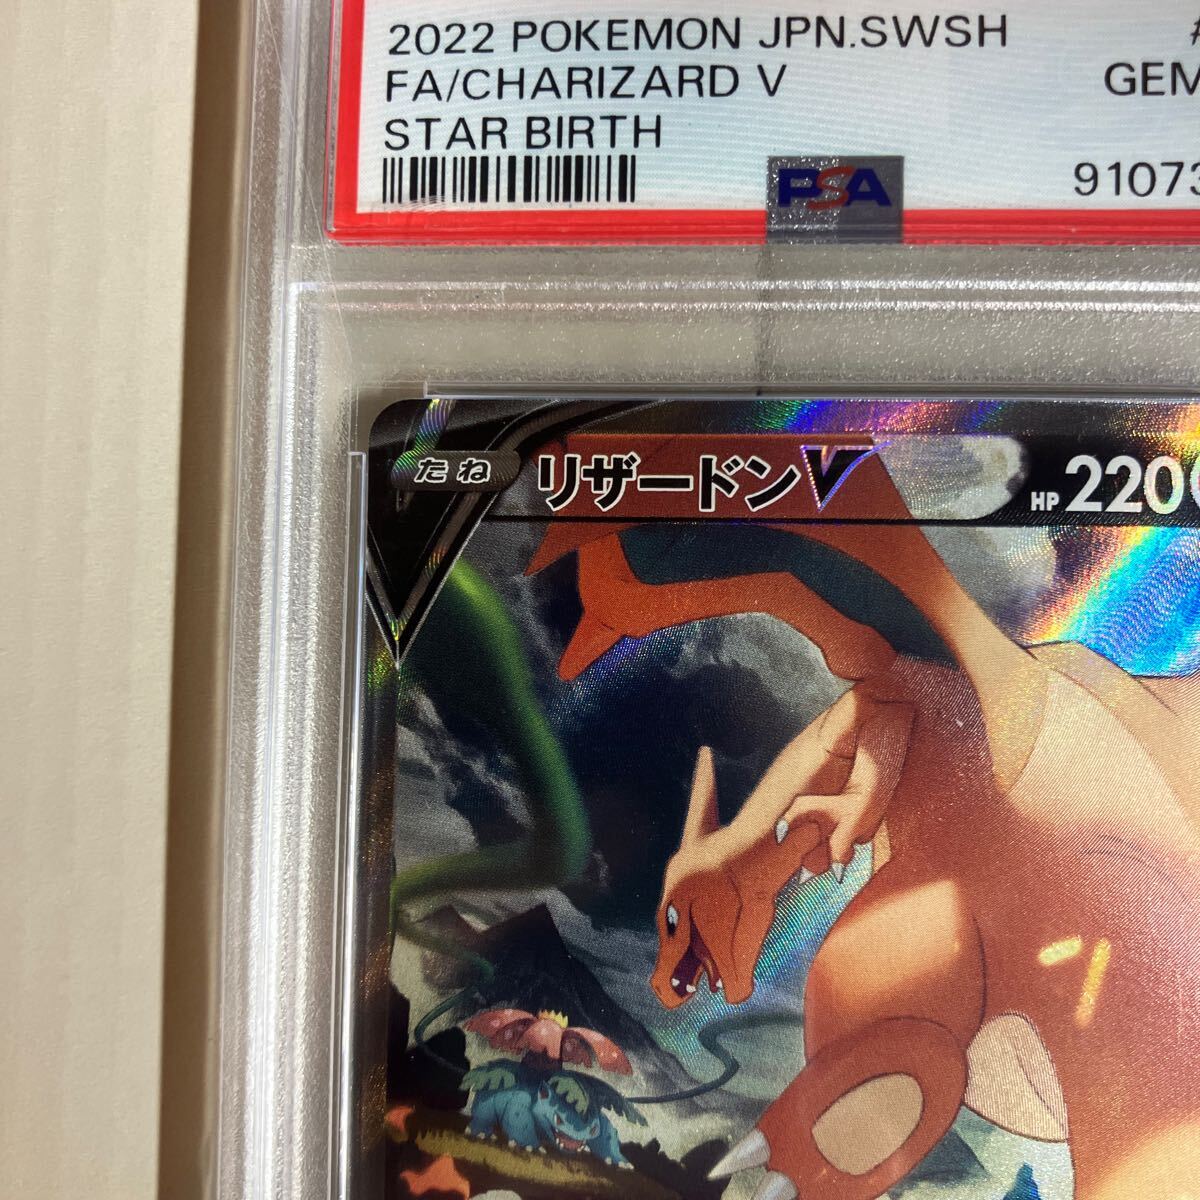 2022 POKEMON JPN.SWSH #
FA/CHARIZARD V GEM
STAR BIRTH
PSA 91073
たね リザードンV HP 220